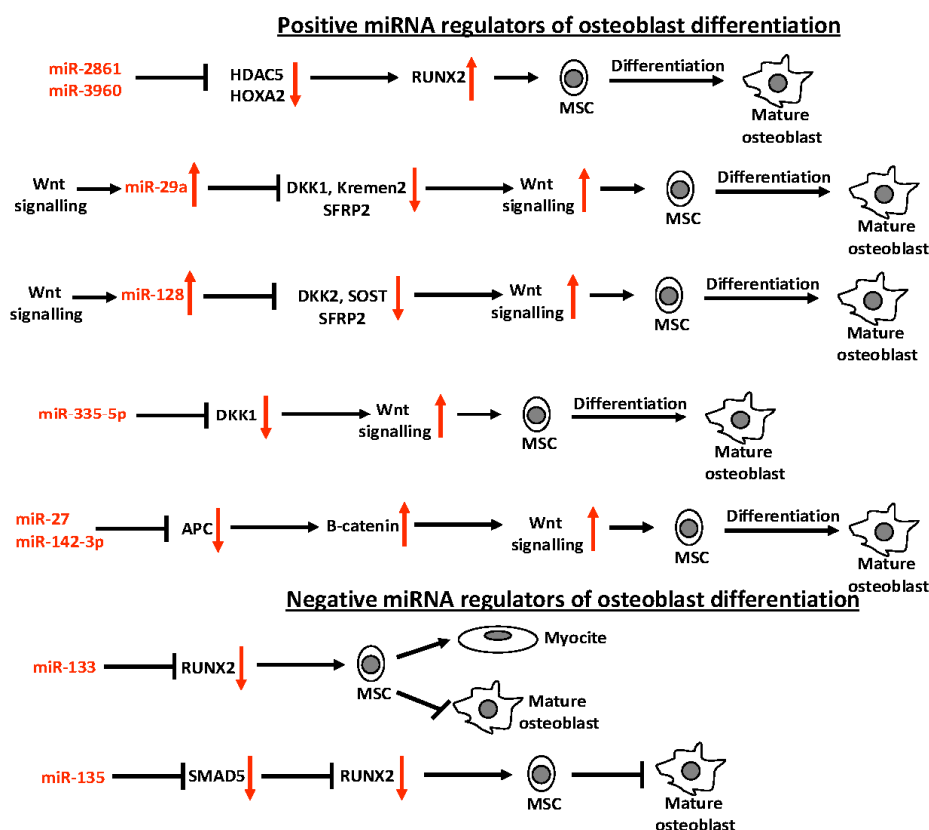 Positive miRNA regulators of osteoblast differentiation
miR-2861
miR-3960
HDAC5
HOXA2
RUNX2
MSC
Differentiation
Mature
osteoblast
Wnt
signalling
miR-29a
DKK1, Kremen2
SFRP2
Wnt
signalling
MSC
Differentiation
Mature
osteoblast
Wnt
signalling
miR-128
DKK2, SOST
SFRP2
Wnt
signalling
MSC
Differentiation
Mature
osteoblast
miR-335-5p
DKK1
Wnt
signalling
MSC
Differentiation
Mature
osteoblast
miR-27
miR-142-3p
APC
B-catenin
Wnt
signalling
MSC
Differentiation
Mature
osteoblast
Negative miRNA regulators of osteoblast differentiation
miR-133
RUNX2
MSC
Myocite
Mature
osteoblast
miR-135
SMAD5
RUNX2
MSC
Mature
osteoblast